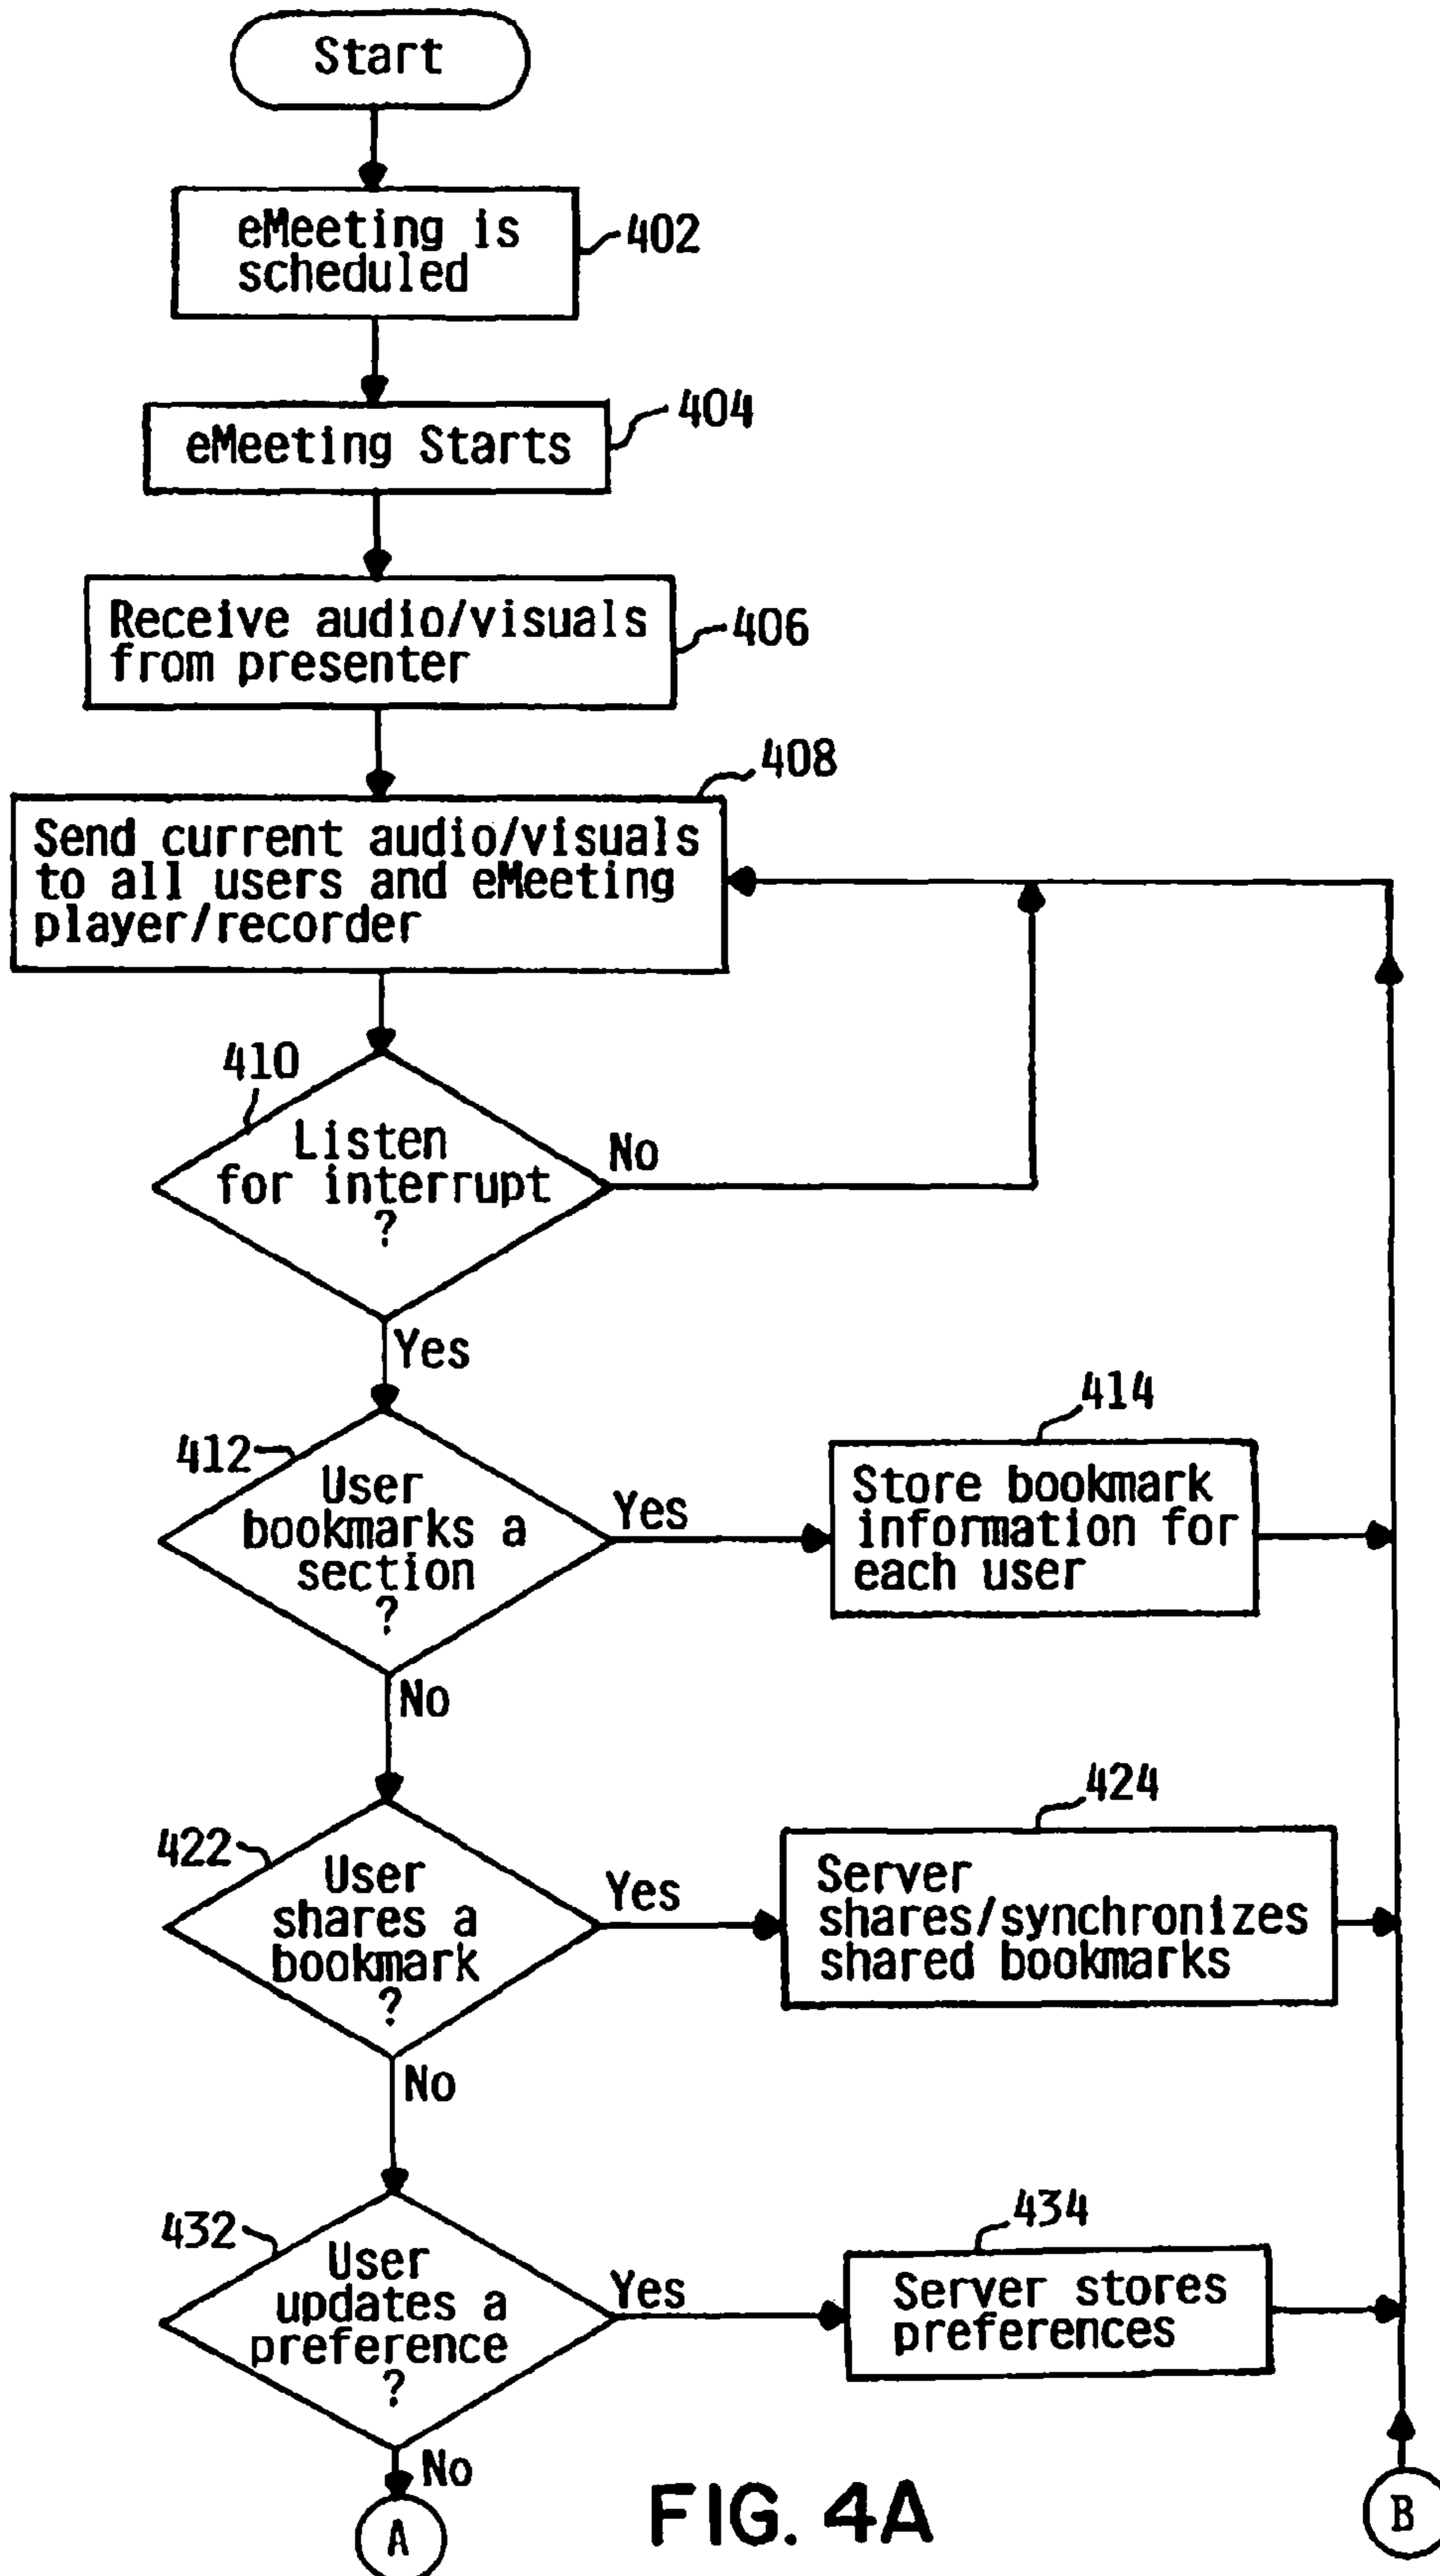 Start
eMeeting is
scheduled
402
eMeeting Starts
404
Receive audio/visuals
from presenter
406
408
Send current audio/visuals
to all users and eMeeting
player/recorder
410
Listen
for interrupt
?
No
Yes
412
User
bookmarks a
section
?
Yes
414
Store bookmark
information for
each user
No
422
User
shares a
bookmark
?
Yes
424
Server
shares/synchronizes
shared bookmarks
No
432
User
updates a
preference
?
Yes
434
Server stores
preferences
No
A
FIG. 4A
B